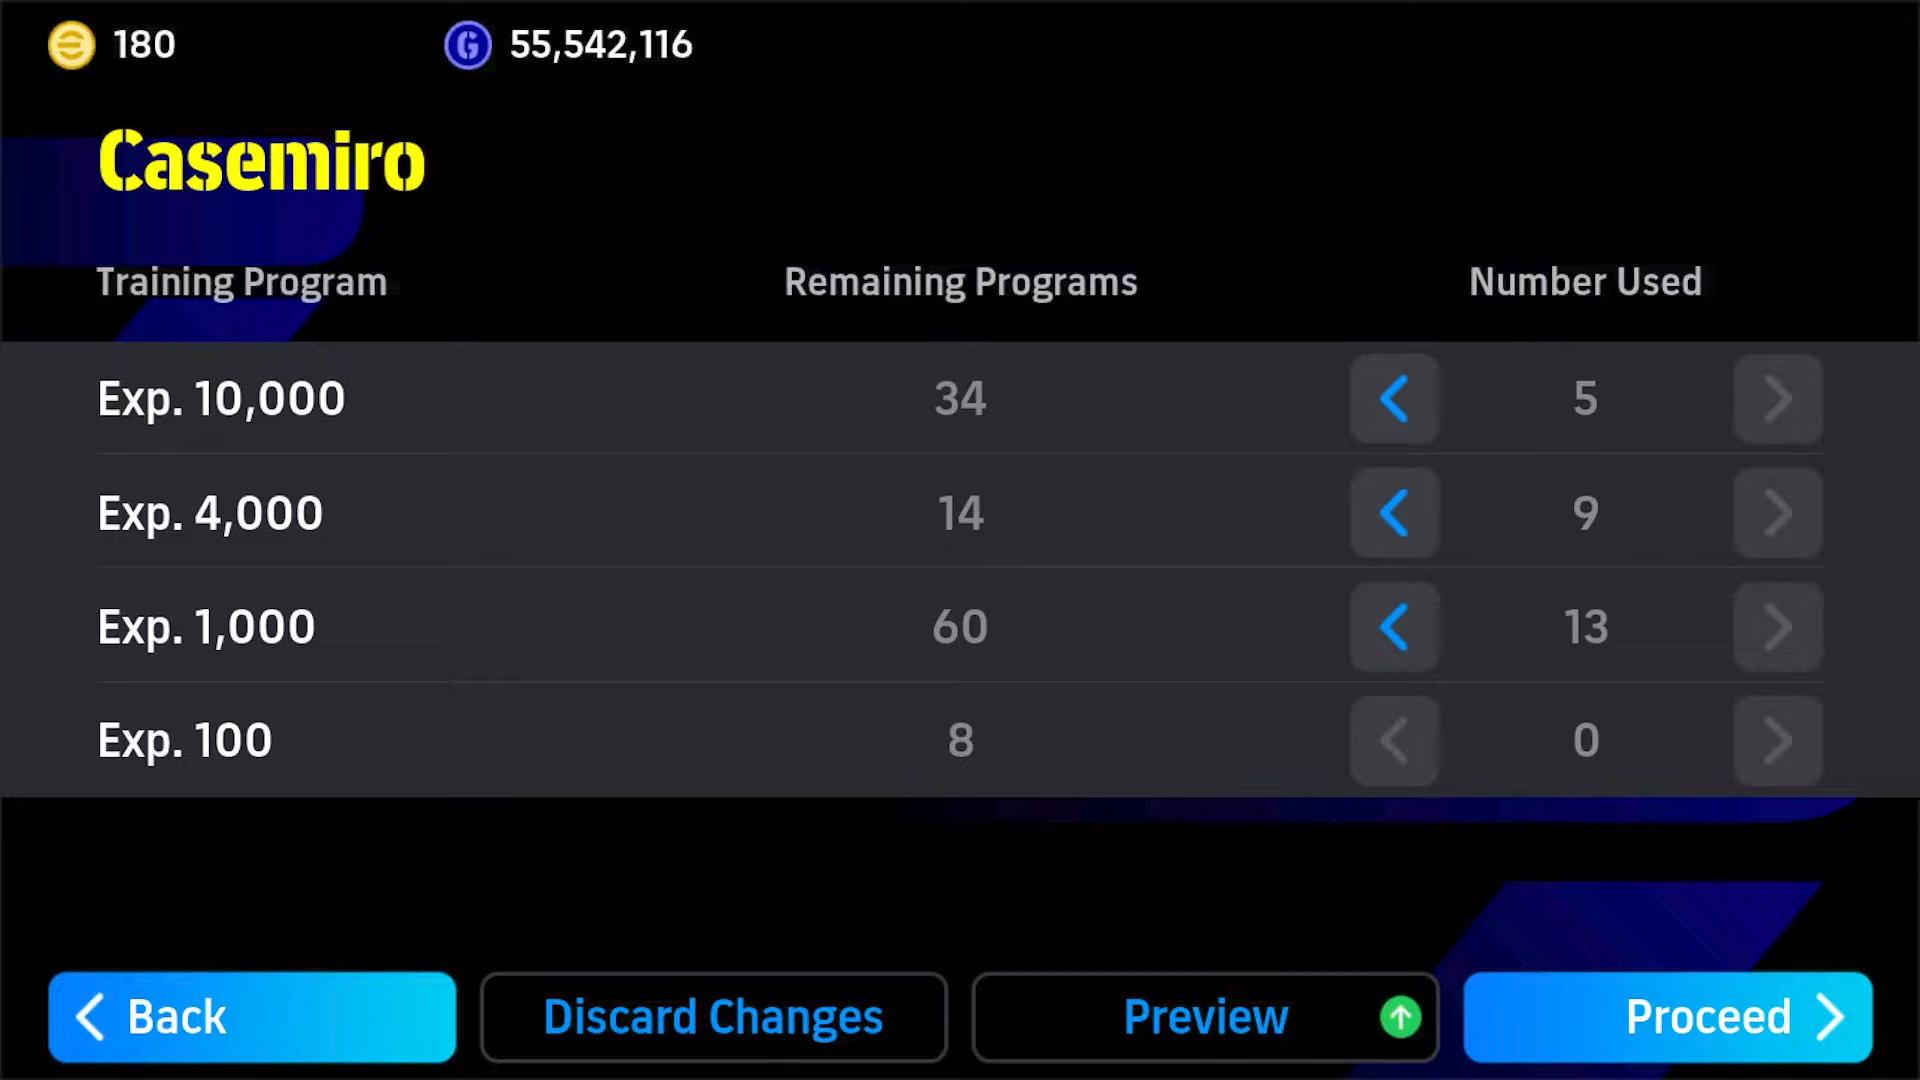 180 55,542,116
Casemiro
Training Program Remaining Programs Number Used
Exp. 10,000 34 5
Exp. 4,000 14 9
Exp. 1,000 60 13
Exp. 100 8 0
Back Discard Changes Preview Proceed